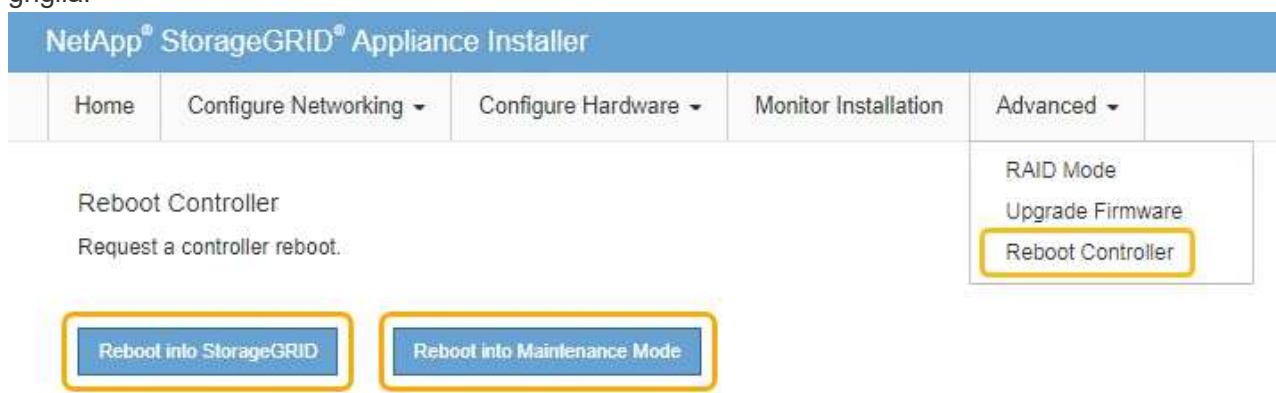 griglia.
NetApp® StorageGRID® Appliance Installer
Home Configure Networking Configure Hardware Monitor Installation Advanced
RAID Mode
Upgrade Firmware
Reboot Controller
Reboot Controller
Request a controller reboot.
Reboot into StorageGRID Reboot into Maintenance Mode